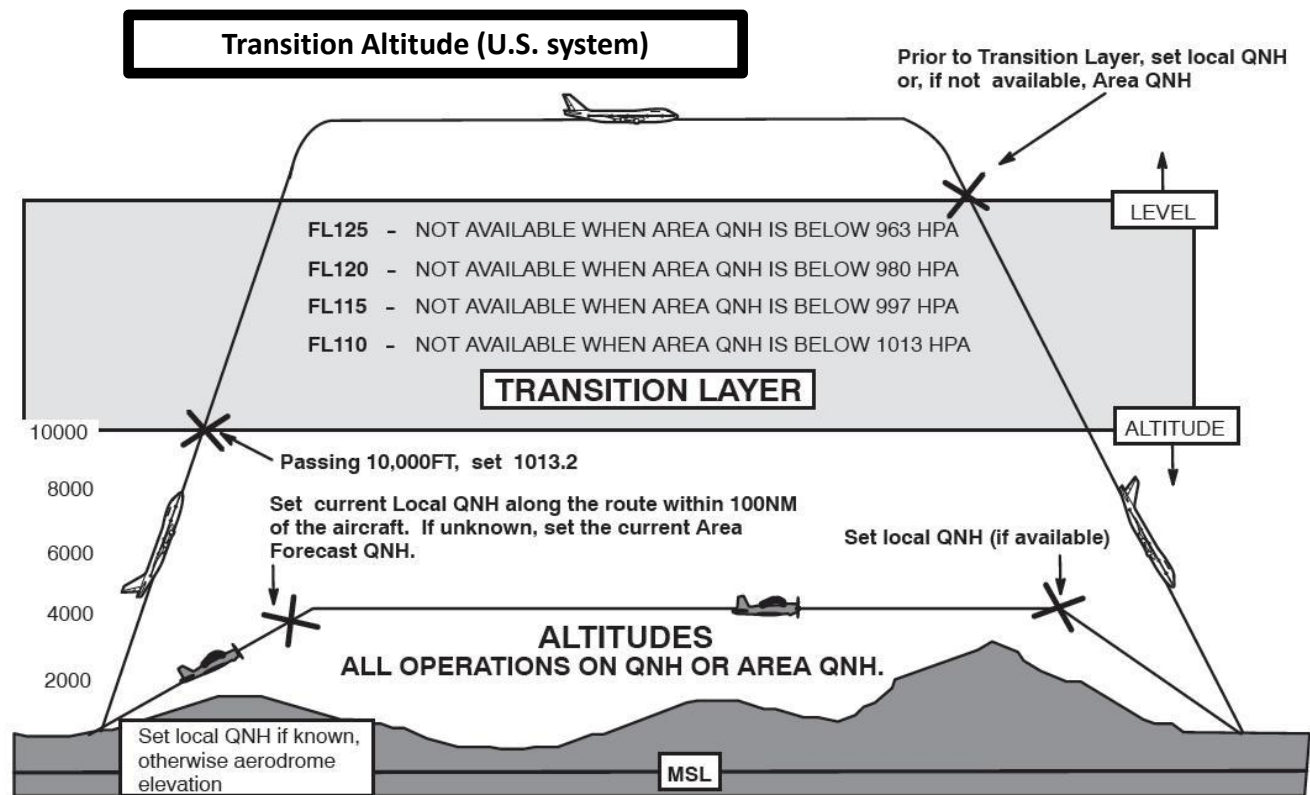 Transition Altitude (U.S. system)
Prior to Transition Layer, set local QNH
or, if not available, Area QNH
LEVEL
FL125 - NOT AVAILABLE WHEN AREA QNH IS BELOW 963 HPA
FL120 - NOT AVAILABLE WHEN AREA QNH IS BELOW 980 HPA
FL115 - NOT AVAILABLE WHEN AREA QNH IS BELOW 997 HPA
FL110 - NOT AVAILABLE WHEN AREA QNH IS BELOW 1013 HPA
TRANSITION LAYER
10000
ALTITUDE
Passing 10,000FT, set 1013.2
8000
Set current Local QNH along the route within 100NM
of the aircraft. If unknown, set the current Area
Forecast QNH.
Set local QNH (if available)
6000
4000
ALTITUDES
ALL OPERATIONS ON QNH OR AREA QNH.
2000
Set local QNH if known,
otherwise aerodrome
elevation
MSL